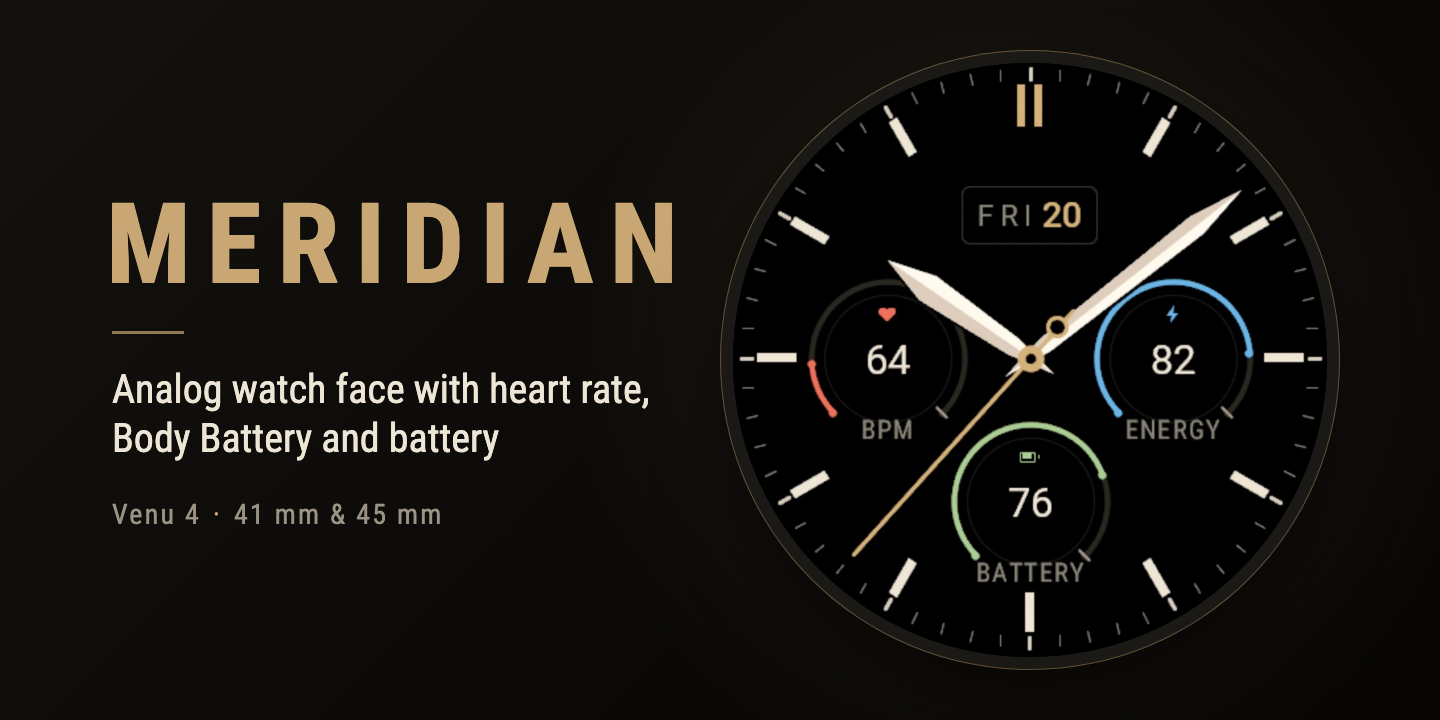 MERIDIAN
Analog watch face with heart rate,
Body Battery and battery
Venu 4 · 41 mm & 45 mm
FRI 20
64
BPM
82
ENERGY
76
BATTERY